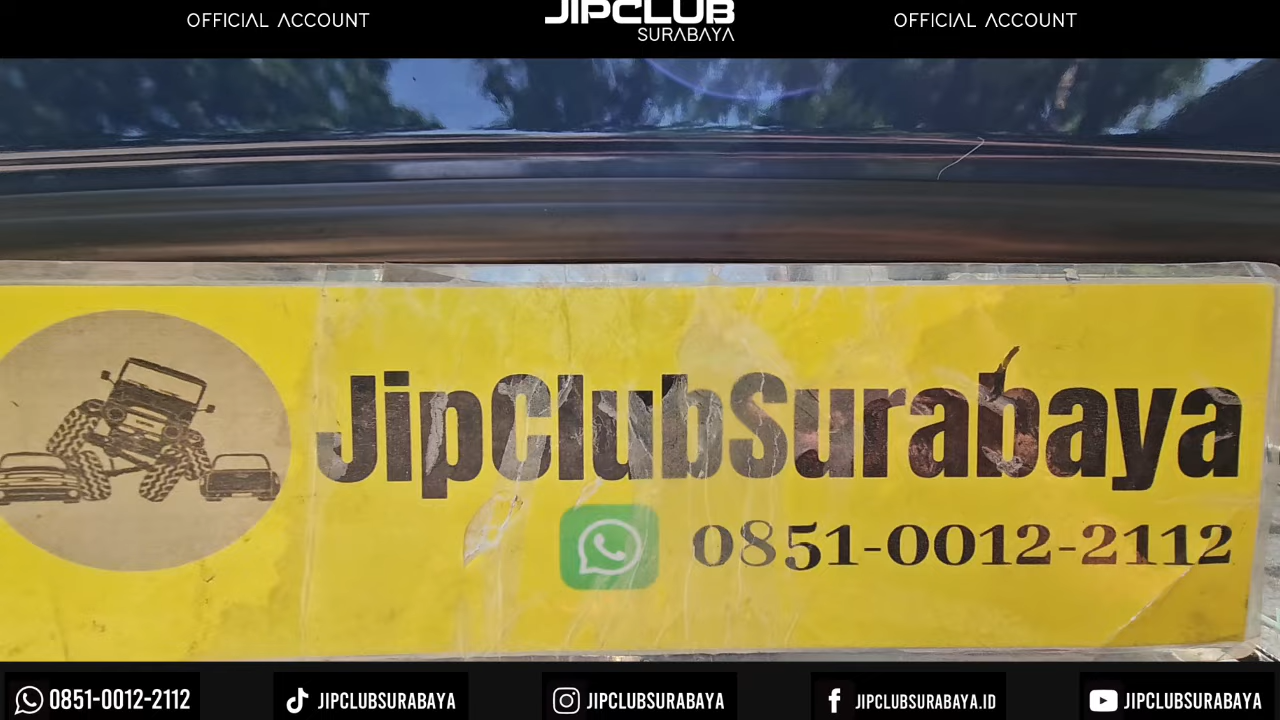 OFFICIAL ACCOUNT
JIPCLUB
SURABAYA
OFFICIAL ACCOUNT
JipClubSurabaya
0851-0012-2112
0851-0012-2112
JIPCLUBSURABAYA
JIPCLUBSURABAYA
JIPCLUBSURABAYA.ID
JIPCLUBSURABAYA